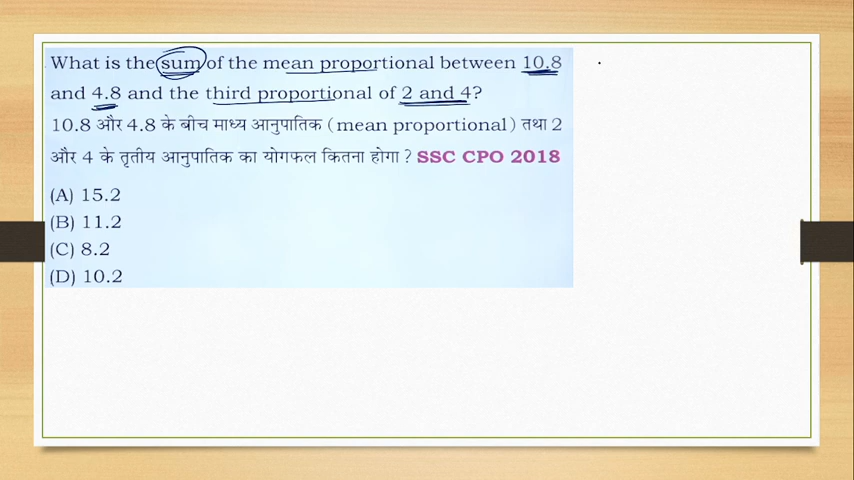 What is the sum of the mean proportional between 10.8
and 4.8 and the third proportional of 2 and 4?
10.8 और 4.8 के बीच माध्य आनुपातिक (mean proportional) तथा 2
और 4 के तृतीय आनुपातिक का योगफल कितना होगा? SSC CPO 2018
(A) 15.2
(B) 11.2
(C) 8.2
(D) 10.2